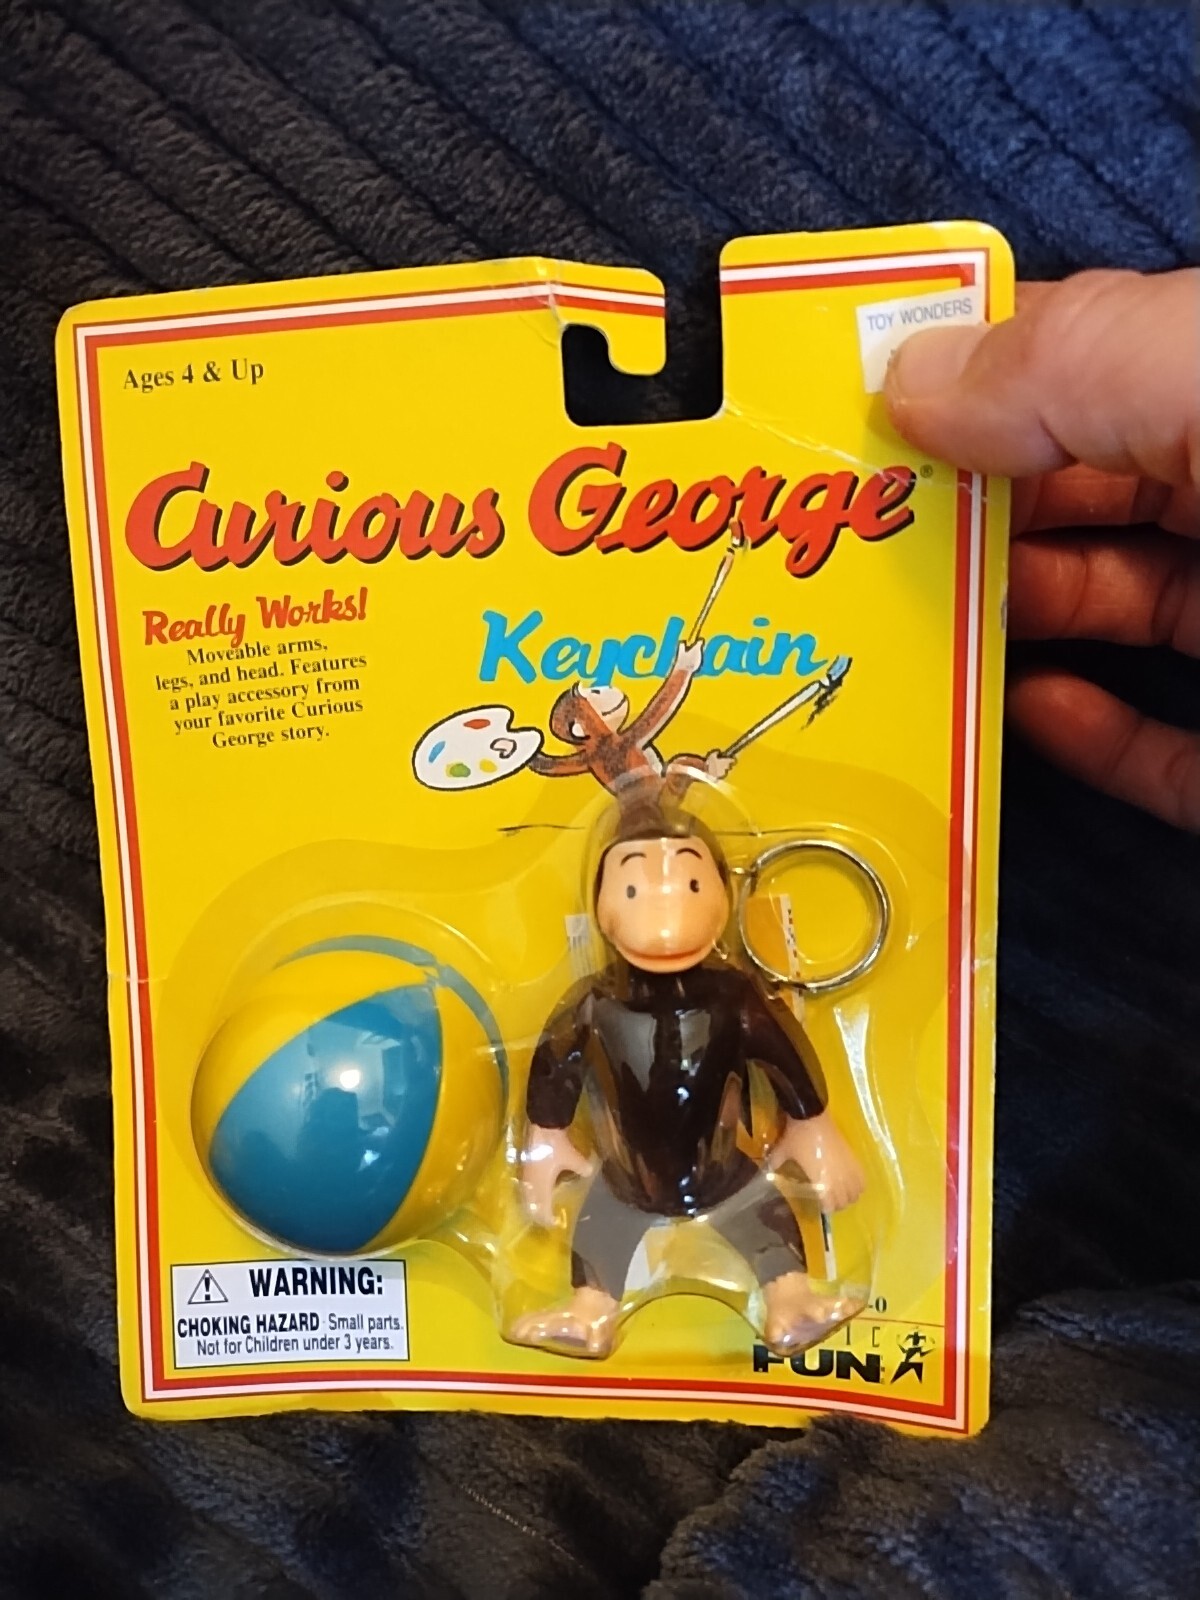 TOY WONDERS
Ages 4 & Up
Curious George®
Really Works!
Moveable arms,
legs, and head. Features
a play accessory from
your favorite Curious
George story.
Keychain
⚠ WARNING:
CHOKING HAZARD - Small parts.
Not for Children under 3 years.
-0
FUN